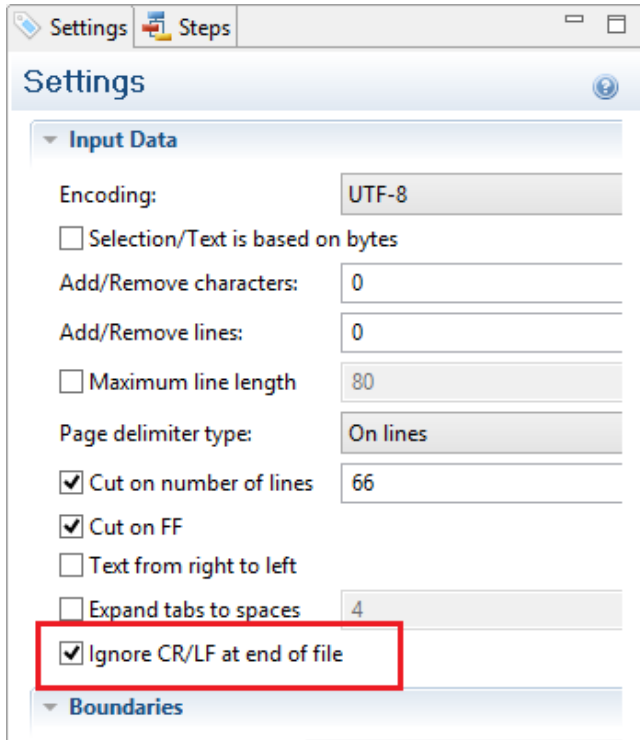 Settings Steps
Settings
Input Data
Encoding: UTF-8
Selection/Text is based on bytes
Add/Remove characters: 0
Add/Remove lines: 0
Maximum line length 80
Page delimiter type: On lines
Cut on number of lines 66
Cut on FF
Text from right to left
Expand tabs to spaces 4
Ignore CR/LF at end of file
Boundaries